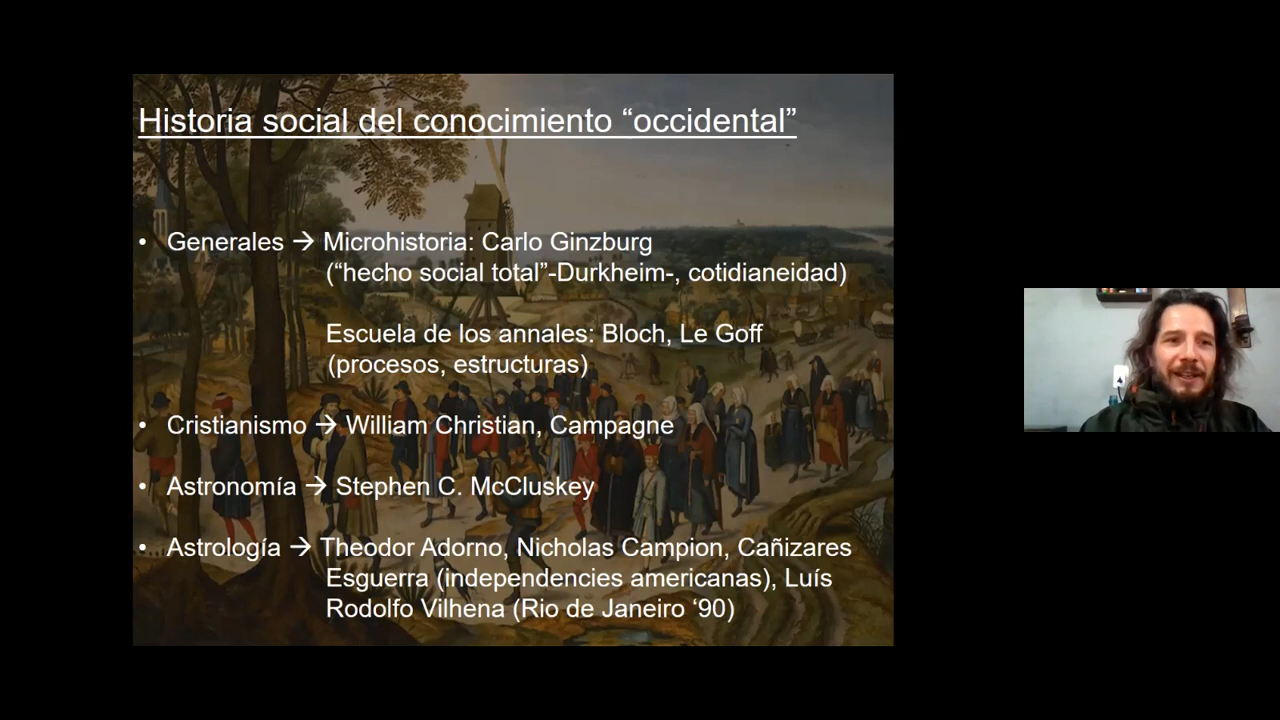 Historia social del conocimiento “occidental”
• Generales → Microhistoria: Carlo Ginzburg
(“hecho social total”-Durkheim-, cotidianeidad)
Escuela de los annales: Bloch, Le Goff
(procesos, estructuras)
• Cristianismo → William Christian, Campagne
• Astronomía → Stephen C. McCluskey
• Astrología → Theodor Adorno, Nicholas Campion, Cañizares
Esguerra (independencies americanas), Luís
Rodolfo Vilhena (Rio de Janeiro ‘90)